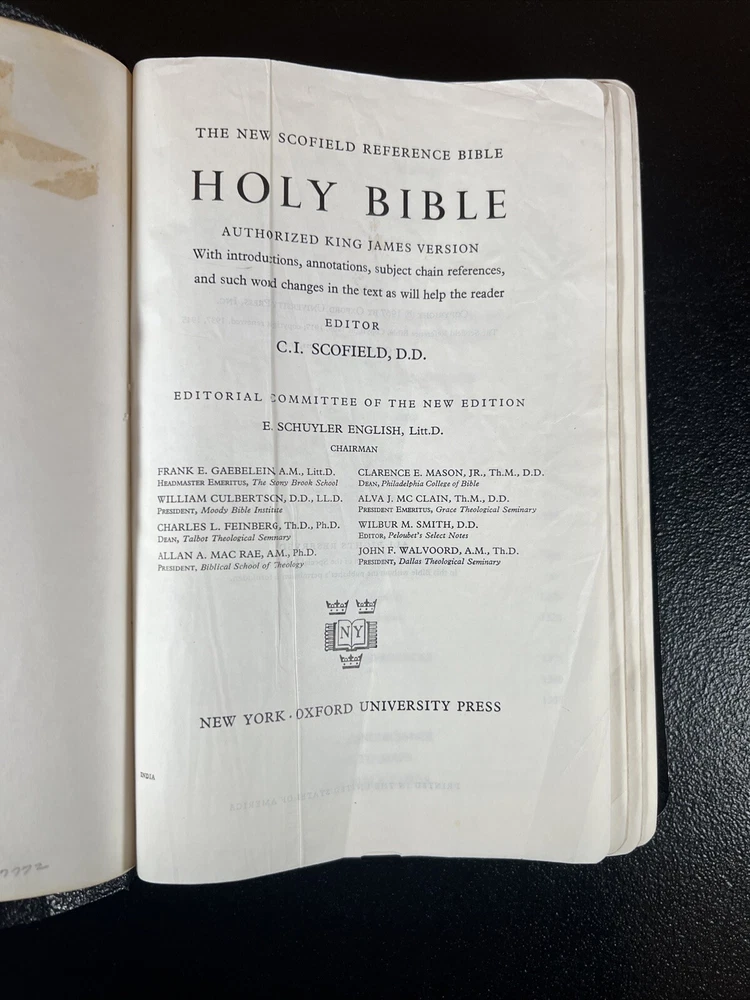 THE NEW SCOFIELD REFERENCE BIBLE
HOLY BIBLE
AUTHORIZED KING JAMES VERSION
With introductions, annotations, subject chain references,
and such word changes in the text as will help the reader
EDITOR
C.I. SCOFIELD, D.D.
EDITORIAL COMMITTEE OF THE NEW EDITION
E. SCHUYLER ENGLISH, Litt.D.
CHAIRMAN
FRANK E. GAEBELEIN, A.M., Litt.D.
HEADMASTER EMERITUS, The Stony Brook School
WILLIAM CULBERTSON, D.D., LL.D.
PRESIDENT, Moody Bible Institute
CHARLES L. FEINBERG, Th.D., Ph.D.
DEAN, Talbot Theological Seminary
ALLAN A. MAC RAE, A.M., Ph.D.
PRESIDENT, Biblical School of Theology
CLARENCE E. MASON, JR., Th.M., D.D.
DEAN, Philadelphia College of Bible
ALVA J. MC CLAIN, Th.M., D.D.
PRESIDENT EMERITUS, Grace Theological Seminary
WILBUR M. SMITH, D.D.
EDITOR, Peloubet's Select Notes
JOHN F. WALVOORD, A.M., Th.D.
PRESIDENT, Dallas Theological Seminary
NY
NEW YORK · OXFORD UNIVERSITY PRESS
INDIA